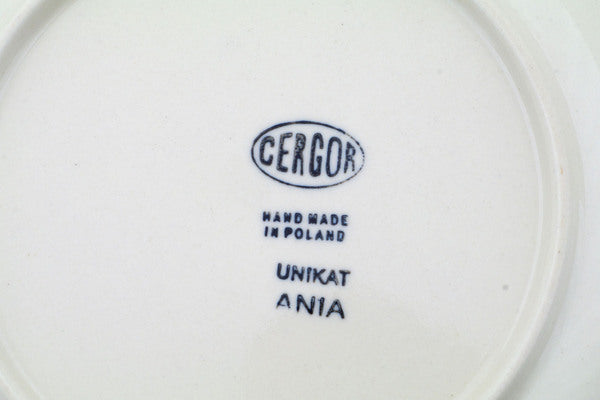 CERGOR
HAND MADE
IN POLAND
UNIKAT
ANIA